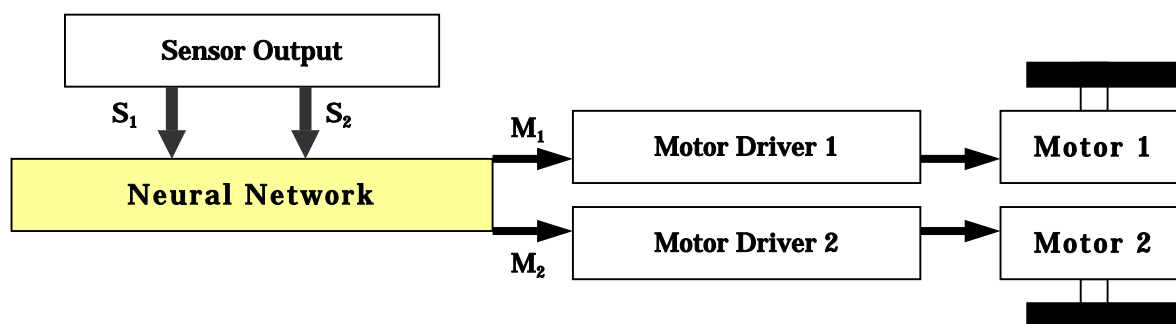 Sensor Output
S₁
S₂
Neural Network
M₁
Motor Driver 1
Motor 1
M₂
Motor Driver 2
Motor 2